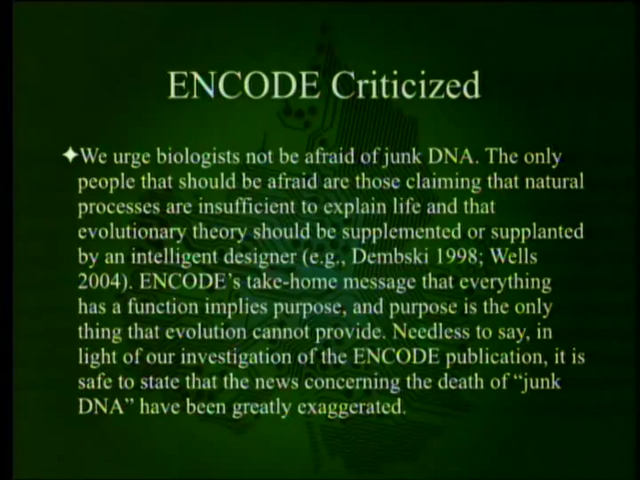 ENCODE Criticized
✦We urge biologists not be afraid of junk DNA. The only
people that should be afraid are those claiming that natural
processes are insufficient to explain life and that
evolutionary theory should be supplemented or supplanted
by an intelligent designer (e.g., Dembski 1998; Wells
2004). ENCODE’s take-home message that everything
has a function implies purpose, and purpose is the only
thing that evolution cannot provide. Needless to say, in
light of our investigation of the ENCODE publication, it is
safe to state that the news concerning the death of “junk
DNA” have been greatly exaggerated.